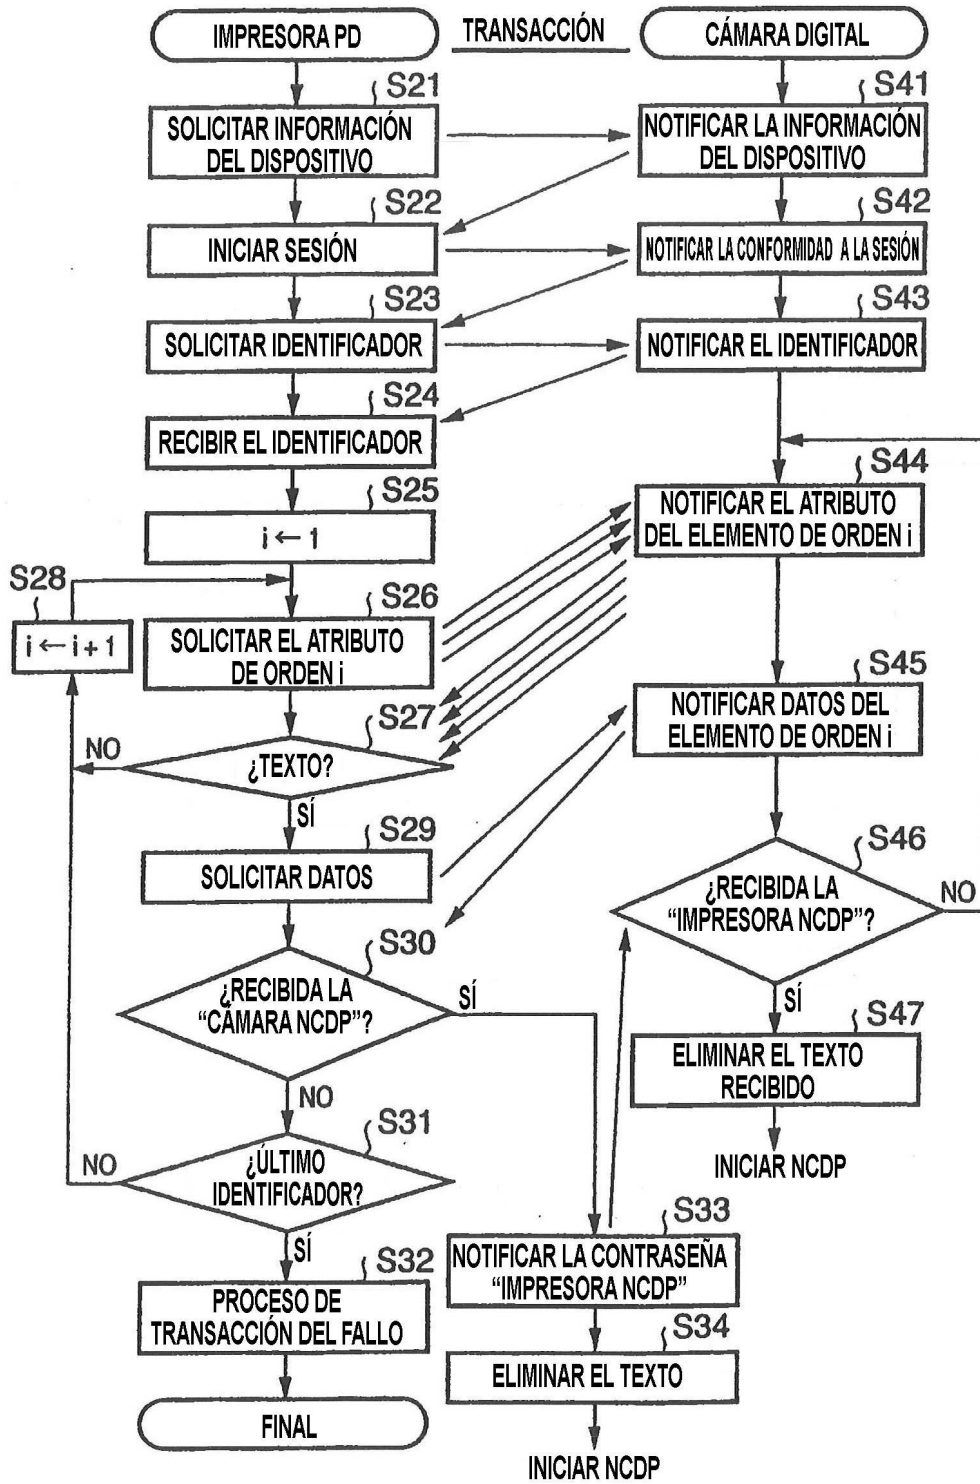 IMPRESORA PD
TRANSACCIÓN
CÁMARA DIGITAL
S21
SOLICITAR INFORMACIÓN
DEL DISPOSITIVO
S41
NOTIFICAR LA INFORMACIÓN
DEL DISPOSITIVO
S22
INICIAR SESIÓN
S42
NOTIFICAR LA CONFORMIDAD A LA SESIÓN
S23
SOLICITAR IDENTIFICADOR
S43
NOTIFICAR EL IDENTIFICADOR
S24
RECIBIR EL IDENTIFICADOR
S25
i ← 1
S44
NOTIFICAR EL ATRIBUTO
DEL ELEMENTO DE ORDEN i
S28
i ← i + 1
S26
SOLICITAR EL ATRIBUTO
DE ORDEN i
S45
NOTIFICAR DATOS DEL
ELEMENTO DE ORDEN i
S27
NO
¿TEXTO?
SÍ
S29
SOLICITAR DATOS
S46
¿RECIBIDA LA
“IMPRESORA NCDP”?
NO
SÍ
S30
¿RECIBIDA LA
“CÁMARA NCDP”?
SÍ
NO
S47
ELIMINAR EL TEXTO
RECIBIDO
INICIAR NCDP
S31
NO
¿ÚLTIMO
IDENTIFICADOR?
SÍ
S32
PROCESO DE
TRANSACCIÓN DEL FALLO
FINAL
S33
NOTIFICAR LA CONTRASEÑA
“IMPRESORA NCDP”
S34
ELIMINAR EL TEXTO
INICIAR NCDP